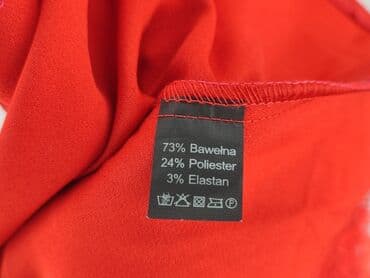 73% Bawełna
24% Poliester
3% Elastan